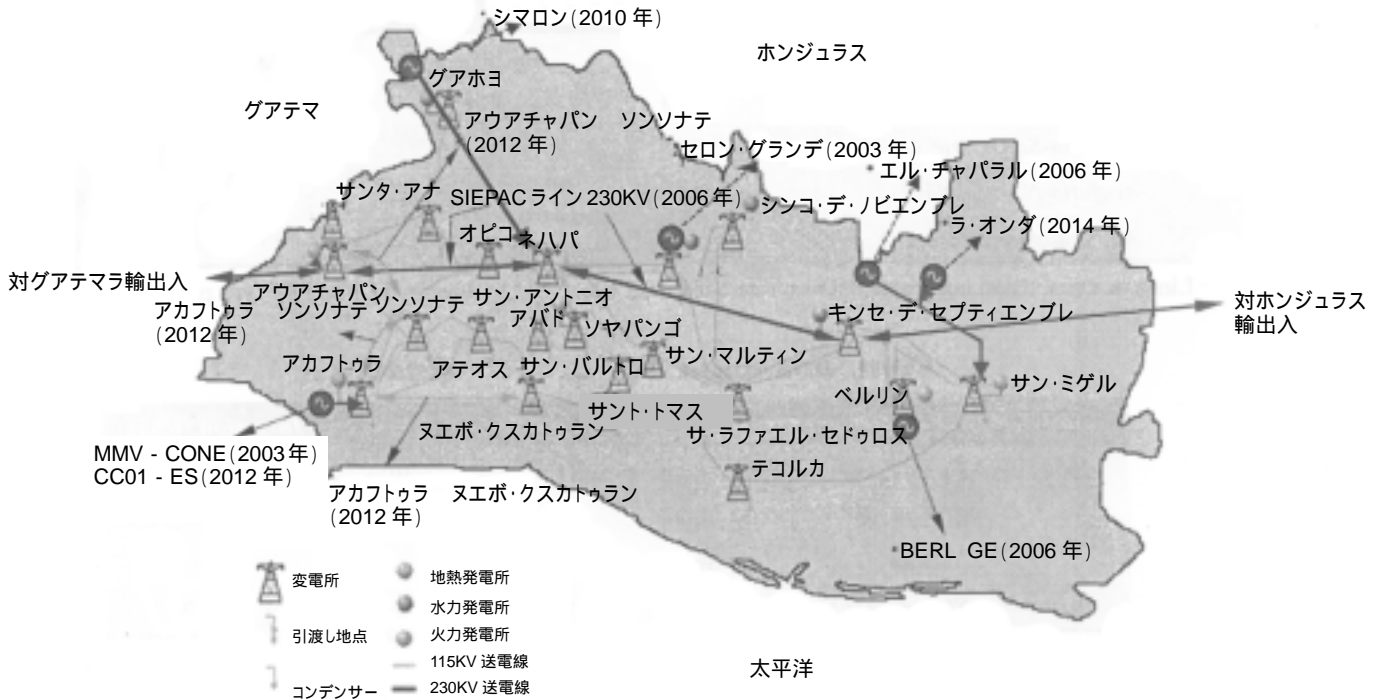 シマロン(2010 年)
ホンジュラス
グアホヨ
グアテマ
アウアチャパン ソンソナテ
(2012 年)
セロン・グランデ(2003 年)
エル・チャパラル(2006 年)
サンタ・アナ
SIEPACライン 230KV(2006 年)
シンコ・デ・ノビエンブレ
ラ・オンダ(2014 年)
オピコ
ネハパ
対グアテマラ輸出入
アウアチャパン
ソンソナテ
ソンソナテ
サン・アントニオ
アバド
ソヤパンゴ
キンセ・デ・セプティエンブレ
対ホンジュラス
輸出入
アカフトゥラ
(2012 年)
アカフトゥラ
アテオス
サン・バルトロ
サン・マルティン
ベルリン
サン・ミゲル
サント・トマス
ヌエボ・クスカトゥラン
サ・ラファエル・セドゥロス
テコルカ
MMV - CONE(2003 年)
CC01 - ES(2012 年)
アカフトゥラ ヌエボ・クスカトゥラン
(2012 年)
BERL GE(2006 年)
変電所
地熱発電所
水力発電所
引渡し地点
火力発電所
115KV 送電線
コンデンサー
230KV 送電線
太平洋